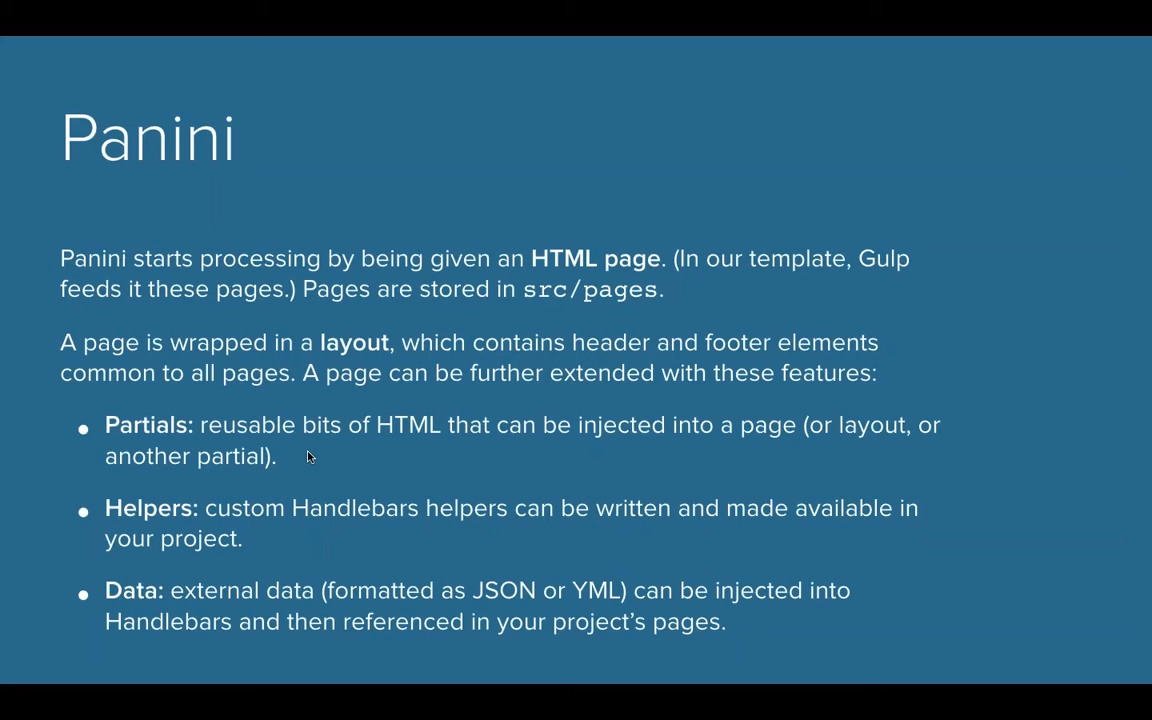 Panini
Panini starts processing by being given an HTML page. (In our template, Gulp
feeds it these pages.) Pages are stored in src/pages.
A page is wrapped in a layout, which contains header and footer elements
common to all pages. A page can be further extended with these features:
• Partials: reusable bits of HTML that can be injected into a page (or layout, or
another partial).
• Helpers: custom Handlebars helpers can be written and made available in
your project.
• Data: external data (formatted as JSON or YML) can be injected into
Handlebars and then referenced in your project’s pages.